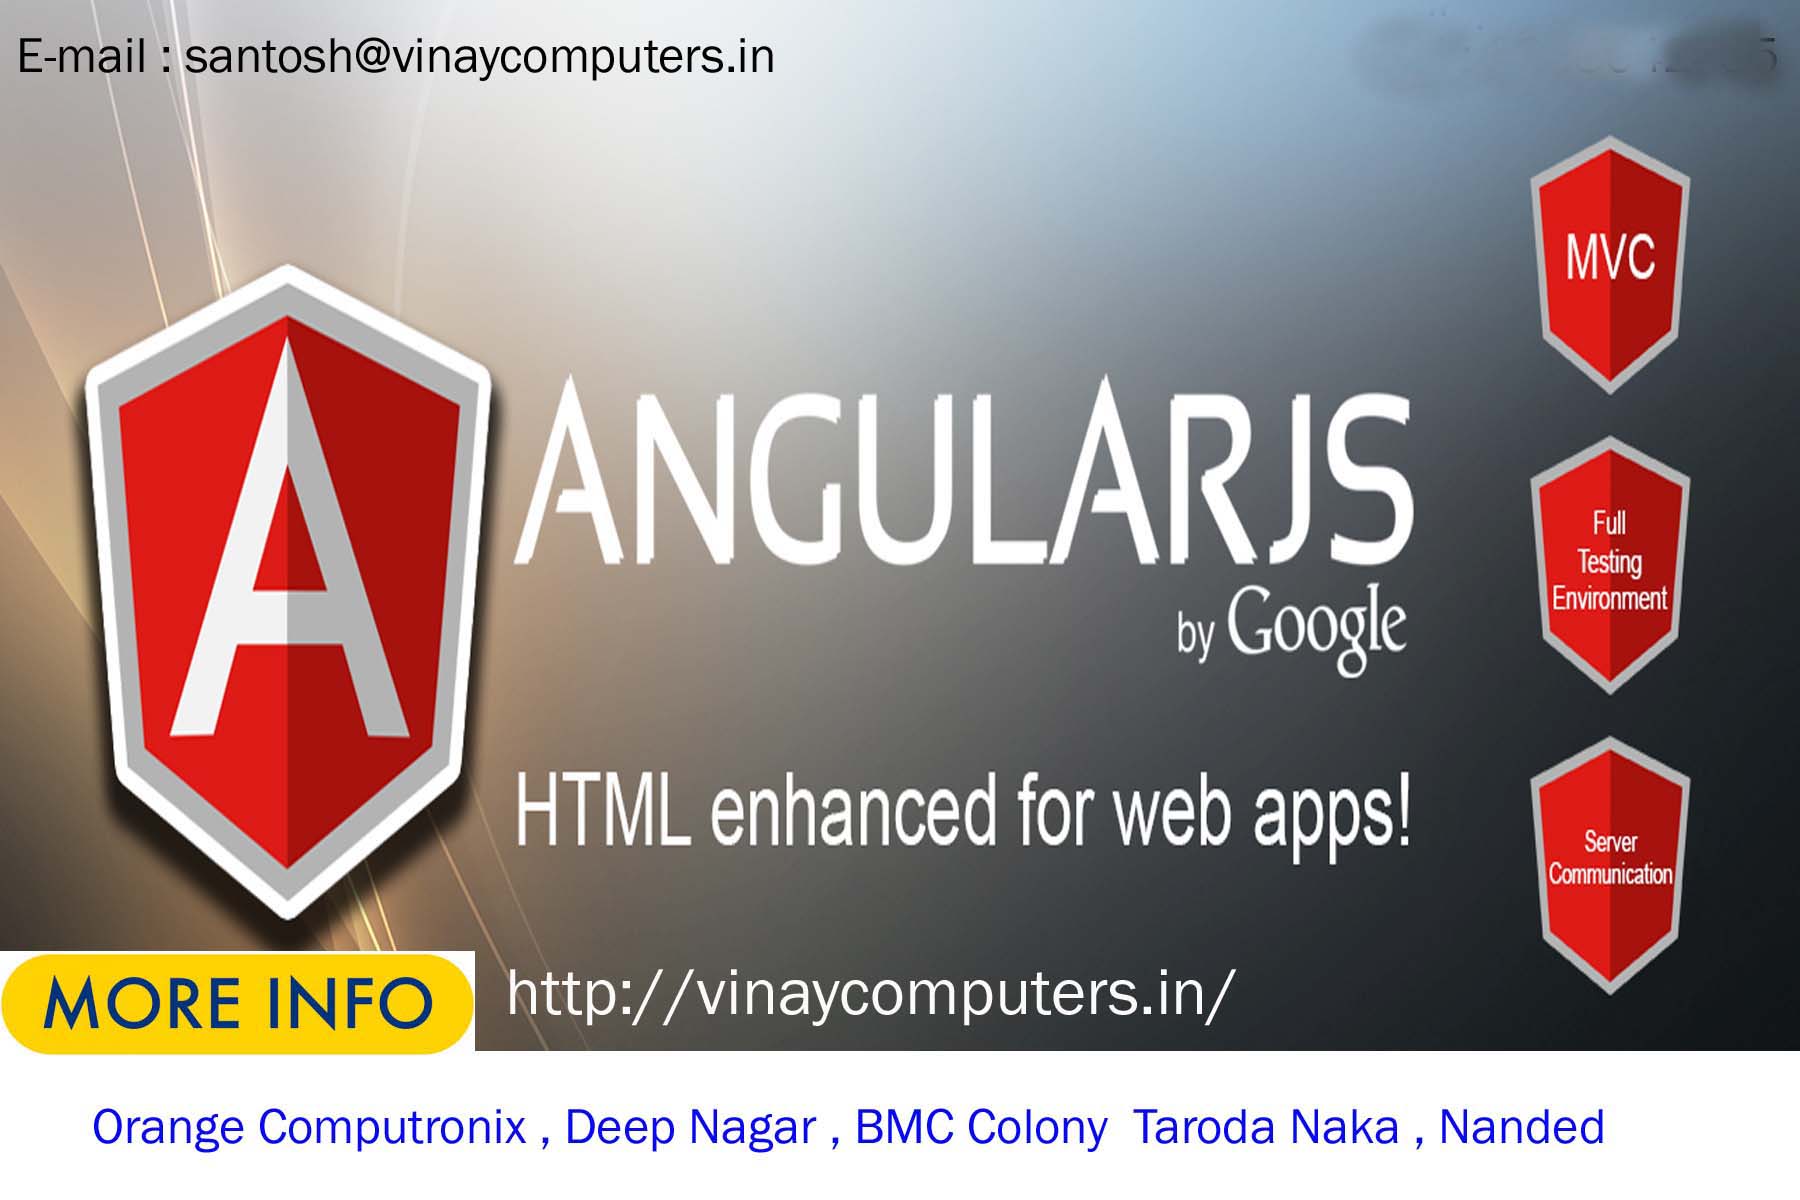 E-mail : santosh@vinaycomputers.in
A
ANGULARJS
by Google
HTML enhanced for web apps!
MVC
Full
Testing
Environment
Server
Communication
MORE INFO
http://vinaycomputers.in/
Orange Computronix , Deep Nagar , BMC Colony Taroda Naka , Nanded